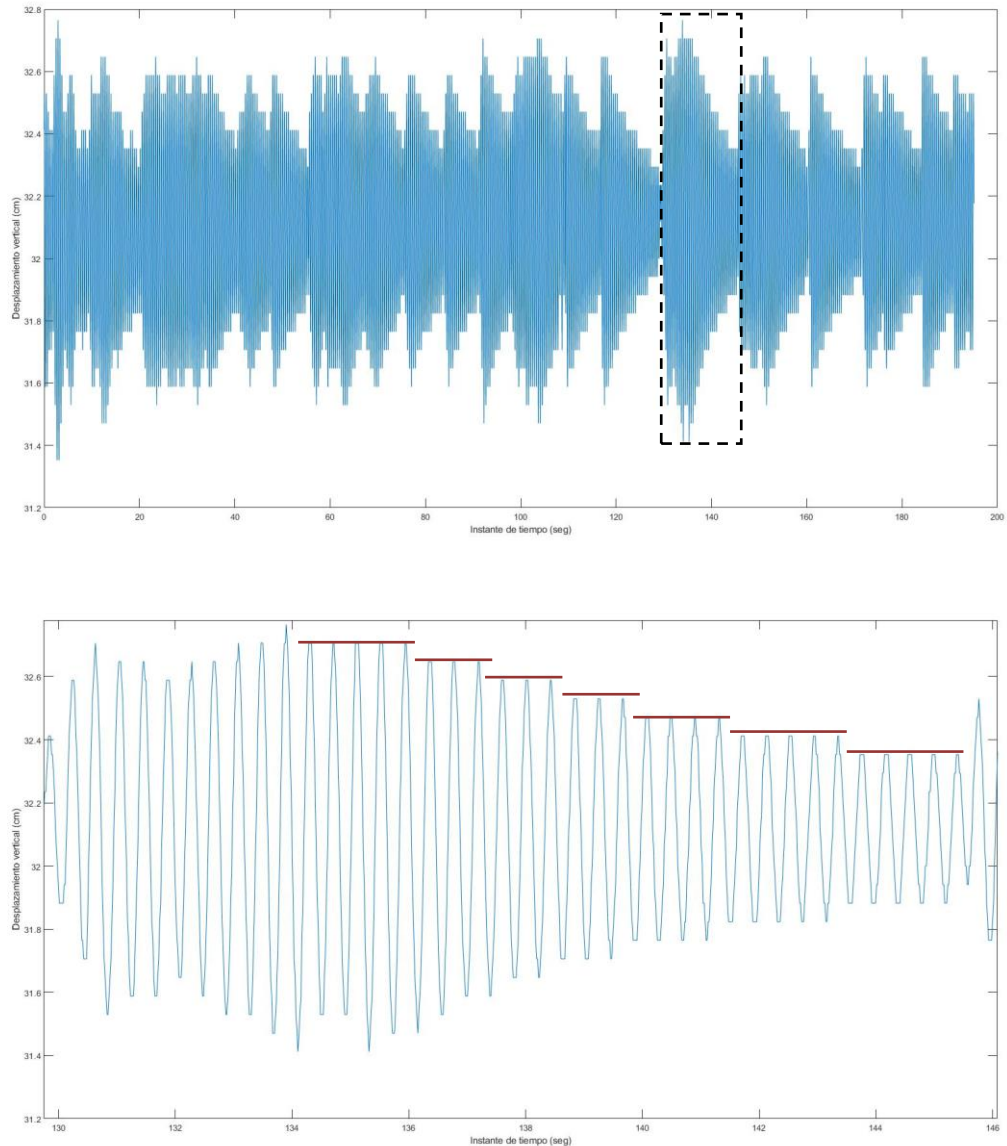 32.8
32.6
32.4
32.2
32
31.8
31.6
31.4
31.2
Desplazamiento vertical (cm)
0 20 40 60 80 100 120 140 160 180 200
Instante de tiempo (seg)
32.6
32.4
32.2
32
31.8
31.6
31.4
31.2
Desplazamiento vertical (cm)
130 132 134 136 138 140 142 144 146
Instante de tiempo (seg)